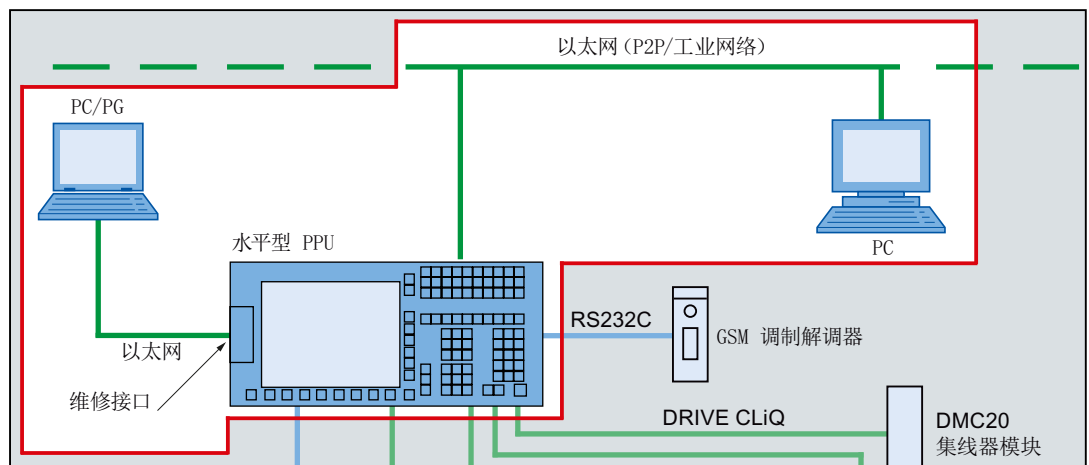 以太网（P2P/工业网络）
PC/PG
PC
水平型 PPU
RS232C
GSM 调制解调器
以太网
维修接口
DRIVE CLiQ
DMC20
集线器模块